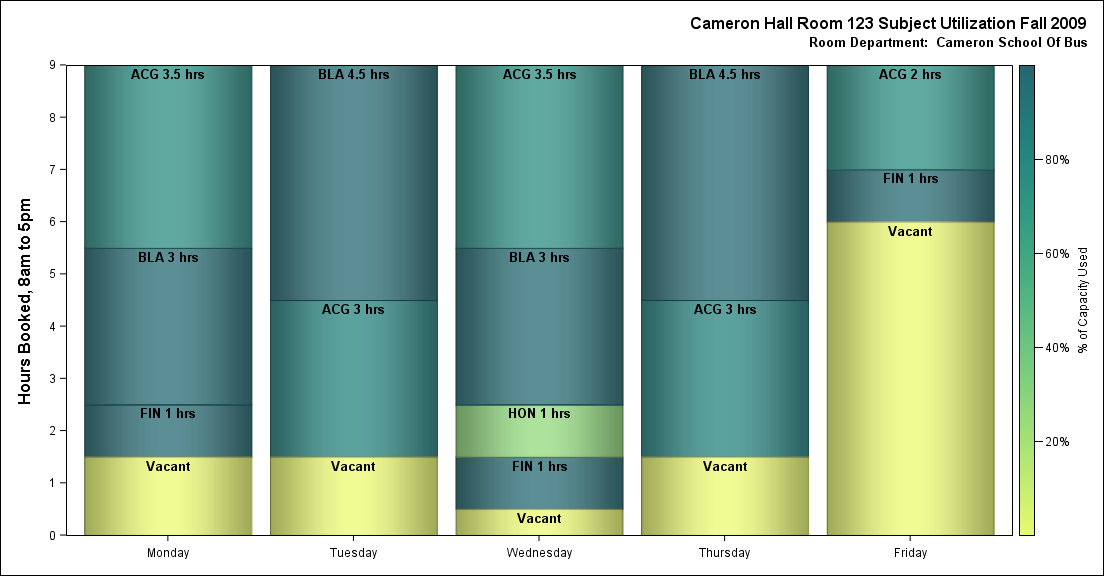 Cameron Hall Room 123 Subject Utilization Fall 2009
Room Department:  Cameron School Of Bus
Hours Booked, 8am to 5pm
9
8
7
6
5
4
3
2
1
0
ACG 3.5 hrs
BLA 3 hrs
FIN 1 hrs
Vacant
Monday
BLA 4.5 hrs
ACG 3 hrs
Vacant
Tuesday
ACG 3.5 hrs
BLA 3 hrs
HON 1 hrs
FIN 1 hrs
Vacant
Wednesday
BLA 4.5 hrs
ACG 3 hrs
Vacant
Thursday
ACG 2 hrs
FIN 1 hrs
Vacant
Friday
80%
60%
40%
20%
% of Capacity Used